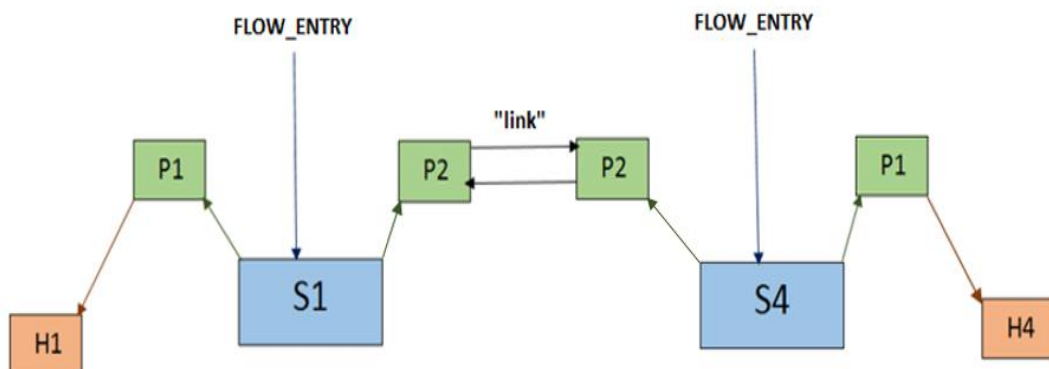 FLOW_ENTRY
FLOW_ENTRY
"link"
P1
P2
P2
P1
S1
S4
H1
H4